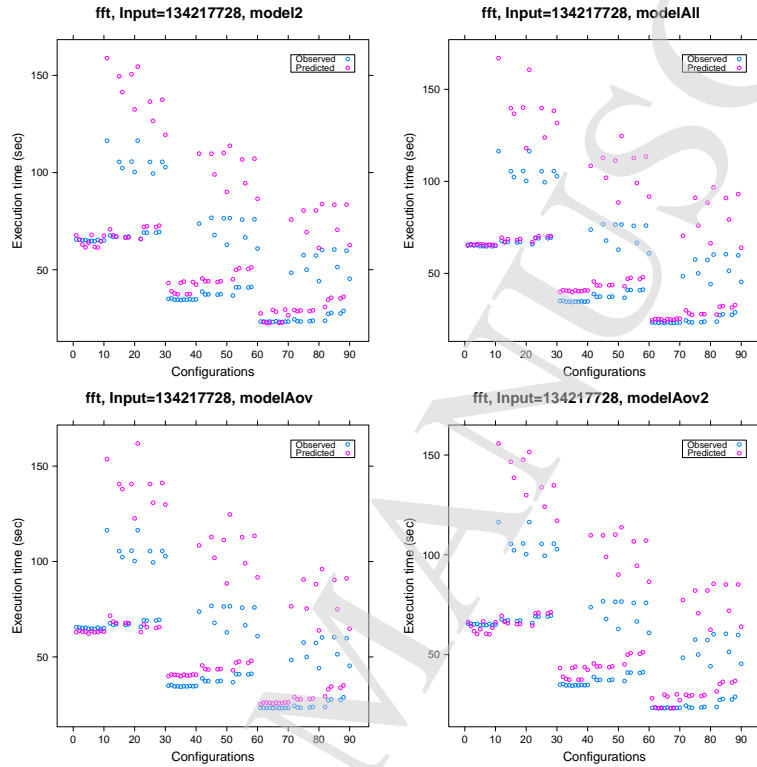 fft, Input=134217728, model2
Observed
Predicted
150
100
50
Execution time (sec)
0 10 20 30 40 50 60 70 80 90
Configurations
fft, Input=134217728, modelAll
Observed
Predicted
150
100
50
Execution time (sec)
0 10 20 30 40 50 60 70 80 90
Configurations
fft, Input=134217728, modelAov
Observed
Predicted
150
100
50
Execution time (sec)
0 10 20 30 40 50 60 70 80 90
Configurations
fft, Input=134217728, modelAov2
Observed
Predicted
150
100
50
Execution time (sec)
0 10 20 30 40 50 60 70 80 90
Configurations
MANUSC